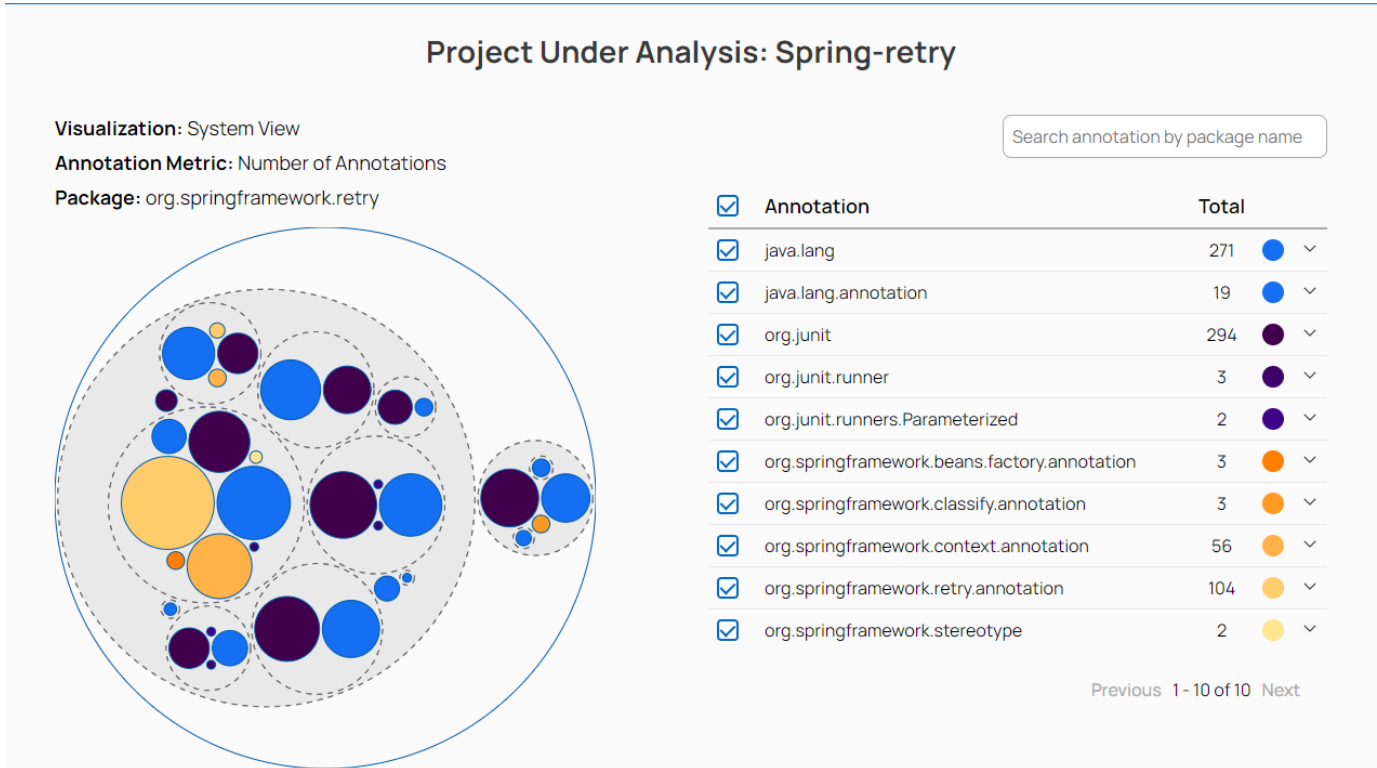 Project Under Analysis: Spring-retry
Visualization: System View
Annotation Metric: Number of Annotations
Package: org.springframework.retry
Search annotation by package name
Annotation Total
java.lang 271
java.lang.annotation 19
org.junit 294
org.junit.runner 3
org.junit.runners.Parameterized 2
org.springframework.beans.factory.annotation 3
org.springframework.classify.annotation 3
org.springframework.context.annotation 56
org.springframework.retry.annotation 104
org.springframework.stereotype 2
Previous 1 - 10 of 10 Next